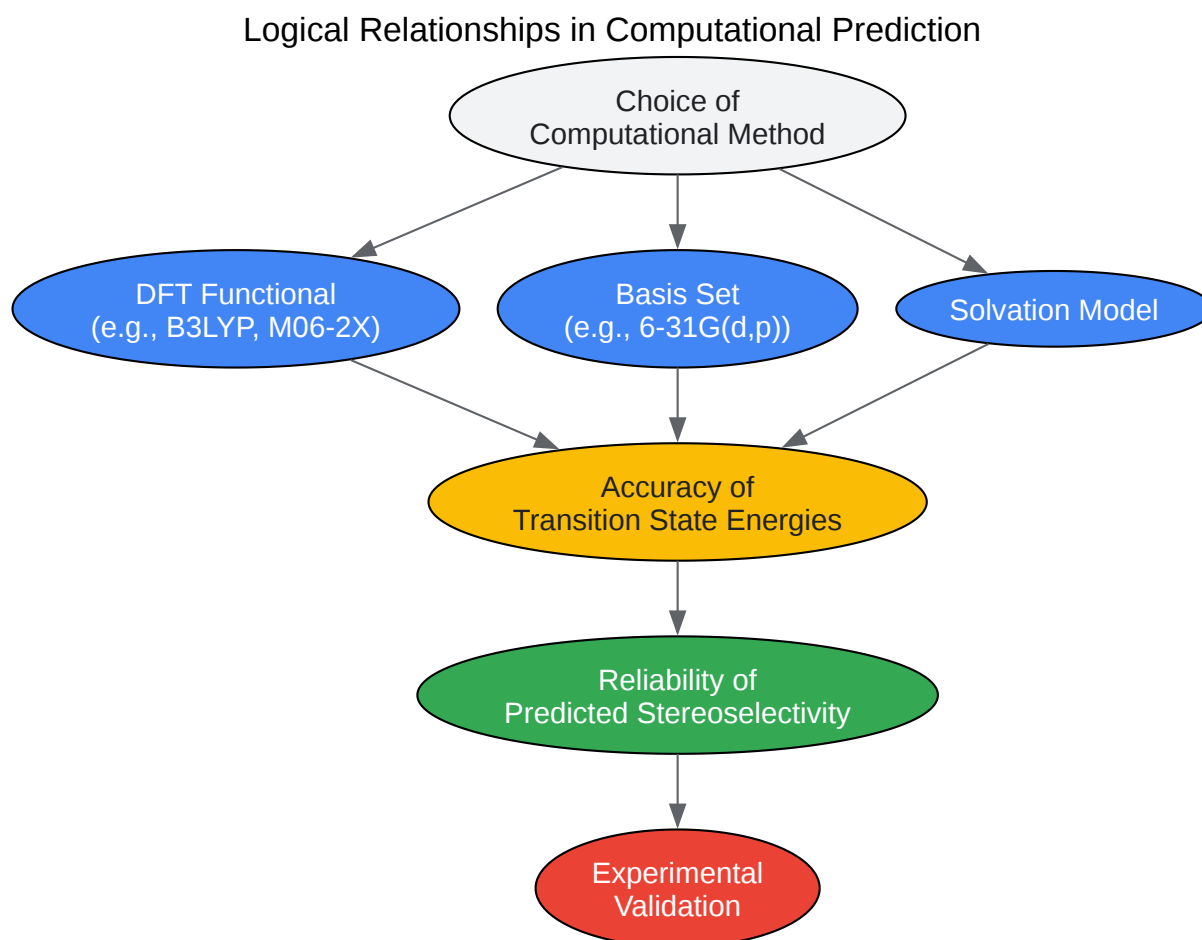 Logical Relationships in Computational Prediction
Choice of
Computational Method
DFT Functional
(e.g., B3LYP, M06-2X)
Basis Set
(e.g., 6-31G(d,p))
Solvation Model
Accuracy of
Transition State Energies
Reliability of
Predicted Stereoselectivity
Experimental
Validation